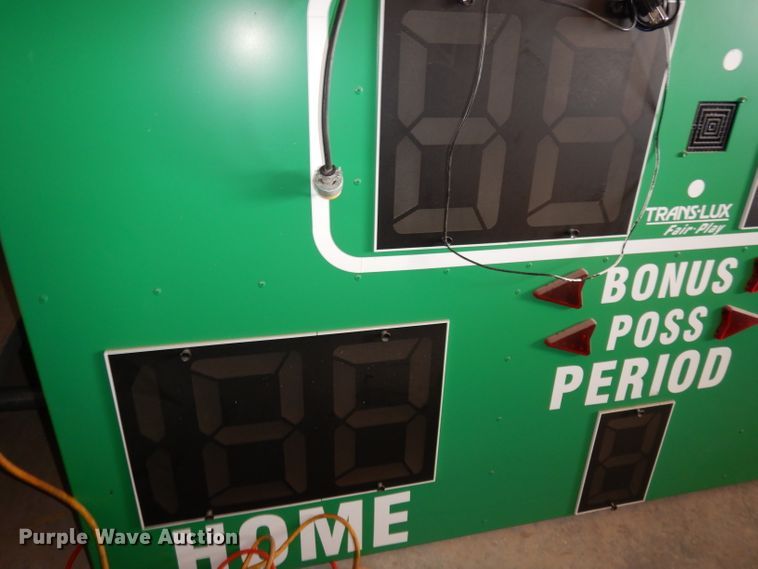 TRANS-LUX
Fair-Play
BONUS
POSS
PERIOD
HOME
Purple Wave Auction